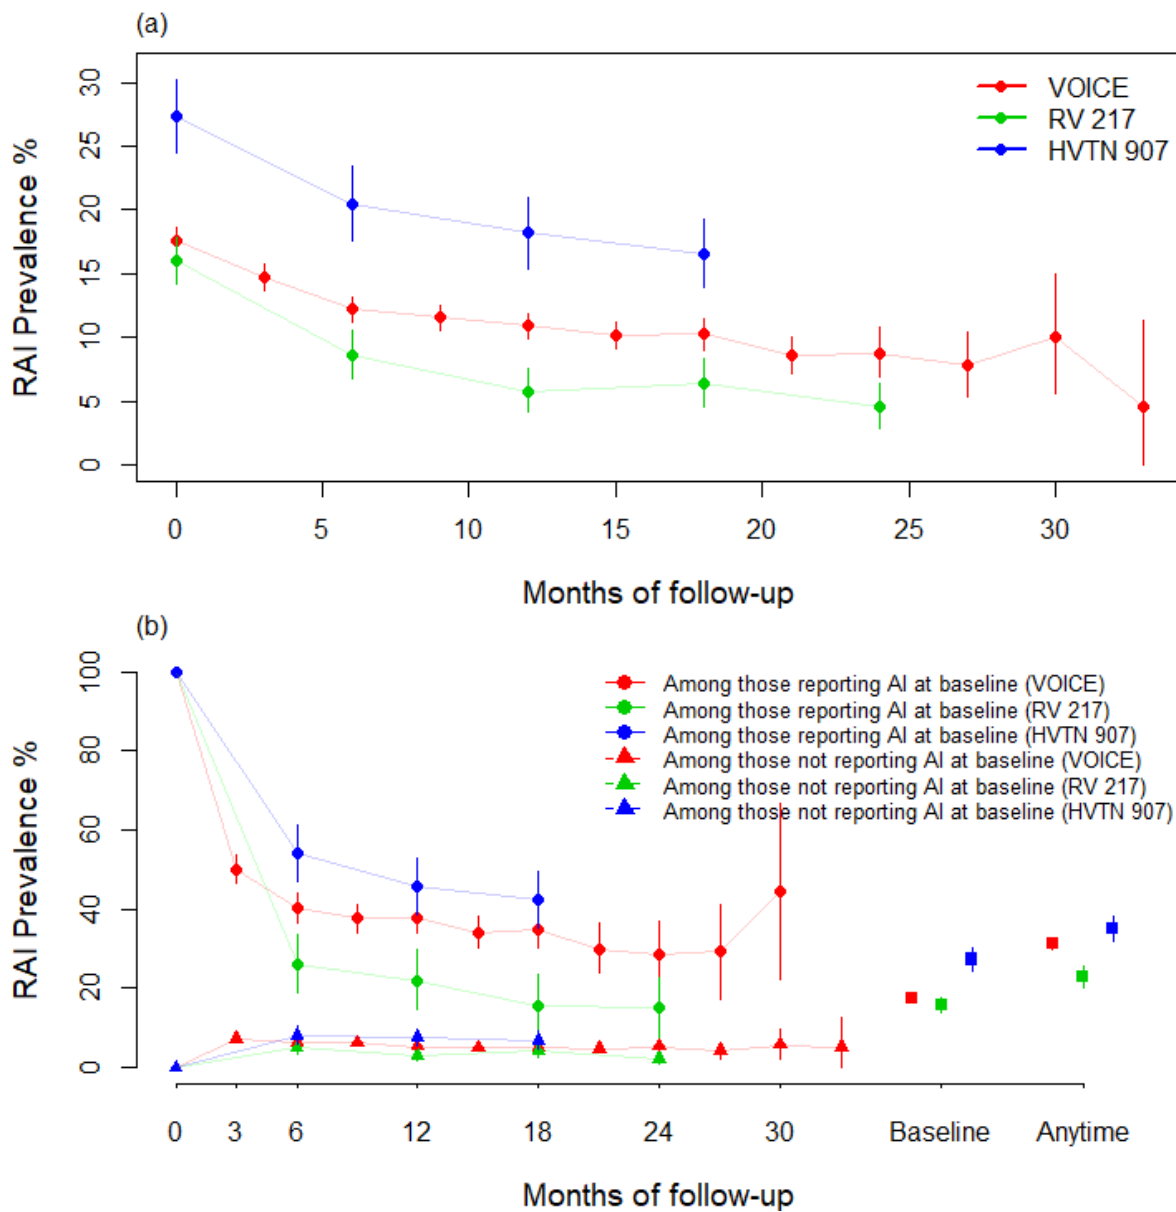 (a)
RAI Prevalence %
30
25
20
15
10
5
0
VOICE
RV 217
HVTN 907
0 5 10 15 20 25 30
Months of follow-up
(b)
RAI Prevalence %
100
80
60
40
20
0
Among those reporting AI at baseline (VOICE)
Among those reporting AI at baseline (RV 217)
Among those reporting AI at baseline (HVTN 907)
Among those not reporting AI at baseline (VOICE)
Among those not reporting AI at baseline (RV 217)
Among those not reporting AI at baseline (HVTN 907)
0 3 6 12 18 24 30 Baseline Anytime
Months of follow-up